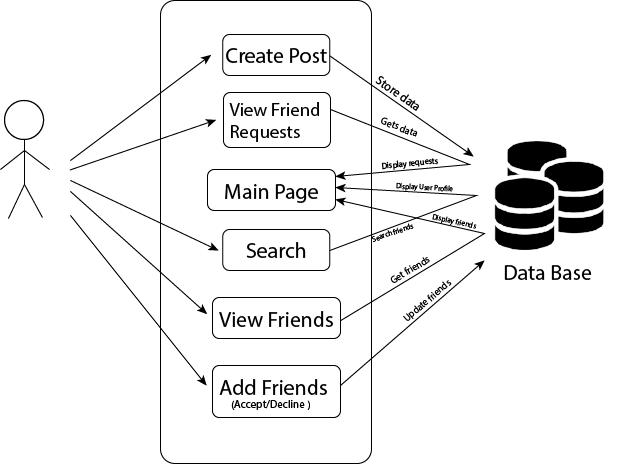 Create Post
Store data
View Friend
Requests
Gets data
Display requests
Main Page
Display User Profile
Display friends
Search
Search friends
Data Base
Get friends
View Friends
Update friends
Add Friends
(Accept/Decline )